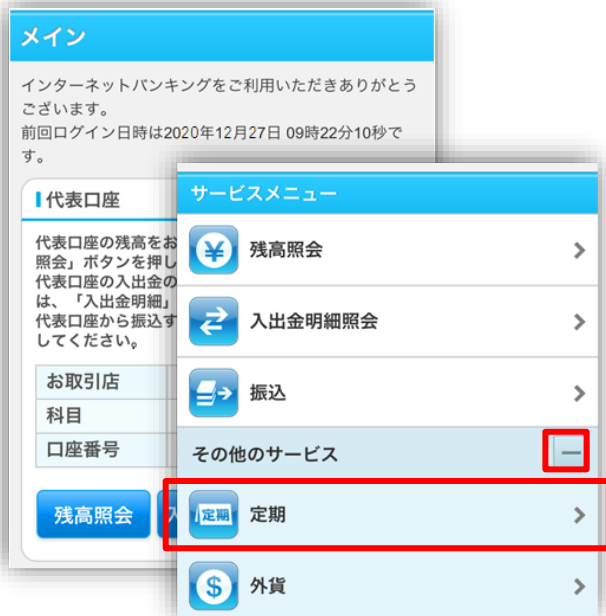 メイン
インターネットバンキングをご利用いただきありがとう
ございます。
前回ログイン日時は2020年12月27日 09時22分10秒で
す。
代表口座
代表口座の残高をお
照会」ボタンを押し
代表口座の入出金の
は、「入出金明細」
代表口座から振込す
してください。
お取引店
科目
口座番号
残高照会
入
サービスメニュー
¥ 残高照会
入出金明細照会
振込
その他のサービス
定期 定期
$ 外貨